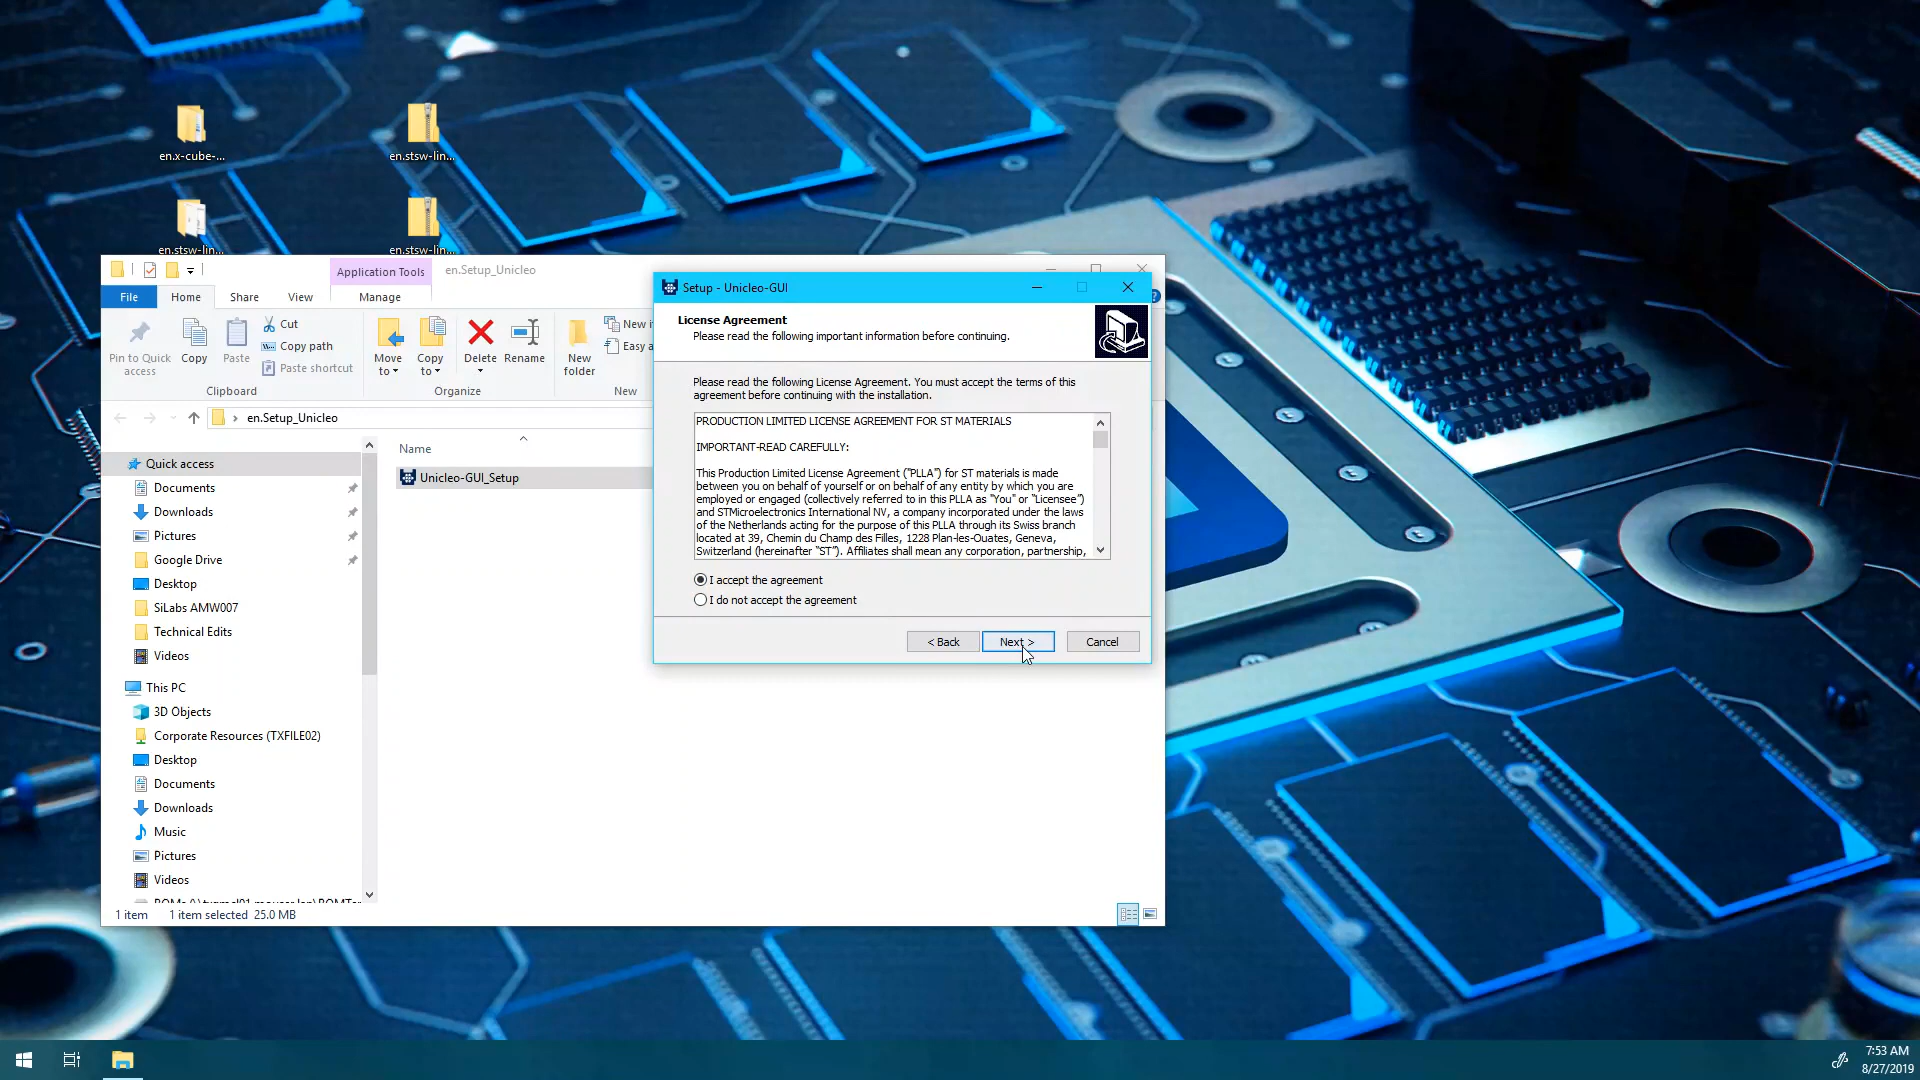 en.x-cube-...
en.stsw-lin...
en.stsw-lin...
en.stsw-lin...
Application Tools
en.Setup_Unicleo
File
Home
Share
View
Manage
Pin to Quick access
Copy
Paste
Cut
Copy path
Paste shortcut
Clipboard
Move to
Copy to
Delete
Rename
Organize
New folder
New
Easy a
New
en.Setup_Unicleo
Quick access
Documents
Downloads
Pictures
Google Drive
Desktop
SiLabs AMW007
Technical Edits
Videos
This PC
3D Objects
Corporate Resources (TXFILE02)
Desktop
Documents
Downloads
Music
Pictures
Videos
Name
Unicleo-GUI_Setup
1 item
1 item selected 25.0 MB
Setup - Unicleo-GUI
License Agreement
Please read the following important information before continuing.
Please read the following License Agreement. You must accept the terms of this
agreement before continuing with the installation.
PRODUCTION LIMITED LICENSE AGREEMENT FOR ST MATERIALS
IMPORTANT-READ CAREFULLY:
This Production Limited License Agreement ("PLLA") for ST materials is made
between you on behalf of yourself or on behalf of any entity by which you are
employed or engaged (collectively referred to in this PLLA as "You" or "Licensee")
and STMicroelectronics International NV, a company incorporated under the laws
of the Netherlands acting for the purpose of this PLLA through its Swiss branch
located at 39, Chemin du Champ des Filles, 1228 Plan-les-Ouates, Geneva,
Switzerland (hereinafter "ST"). Affiliates shall mean any corporation, partnership,
I accept the agreement
I do not accept the agreement
< Back
Next >
Cancel
7:53 AM
8/27/2019